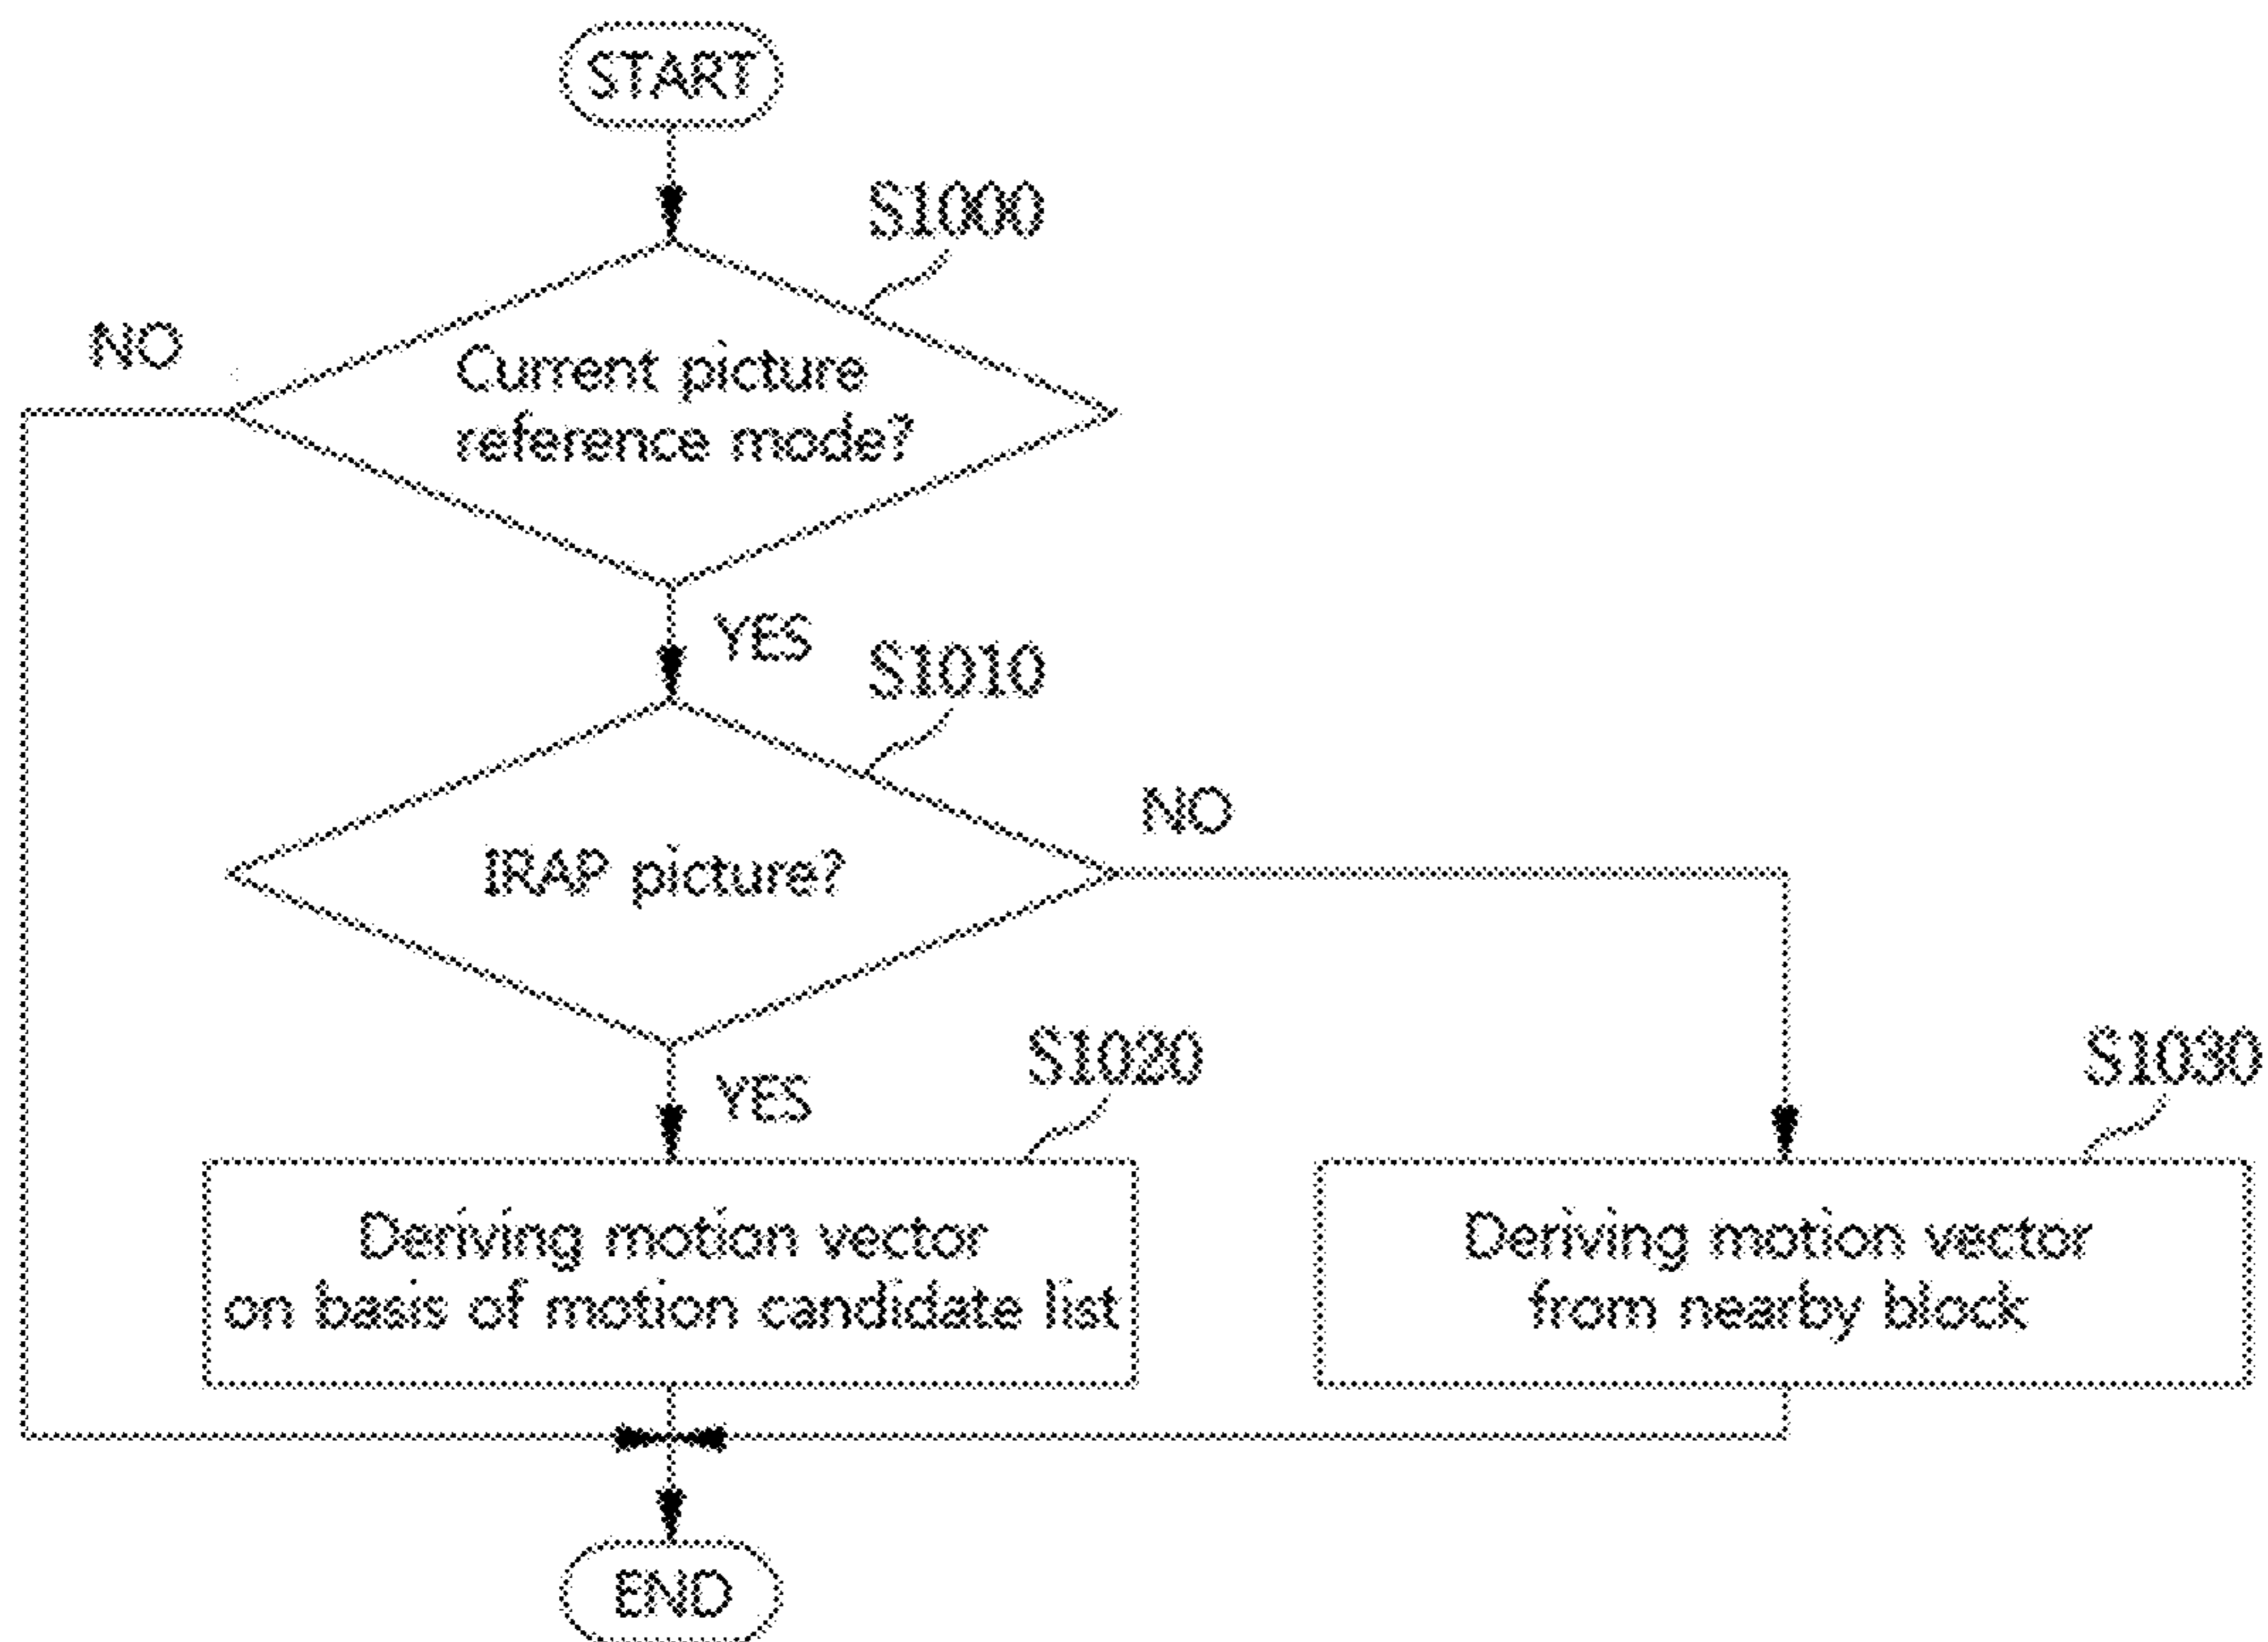 START
S1000
NO
Current picture
reference mode?
YES
S1010
NO
IRAP picture?
YES
S1020
S1030
Deriving motion vector
on basis of motion candidate list
Deriving motion vector
from nearby block
END